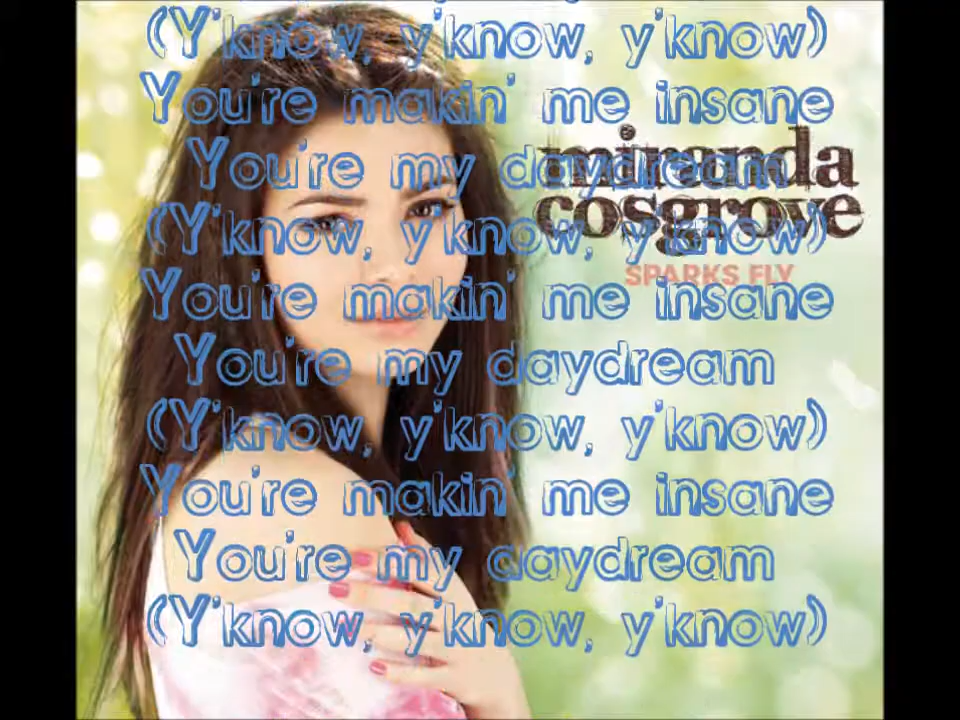 (Y'know, y'know, y'know)
You're makin' me insane
You're my daydream
(Y'know, y'know, y'know)
You're makin' me insane
You're my daydream
(Y'know, y'know, y'know)
You're makin' me insane
You're my daydream
(Y'know, y'know, y'know)
miranda
cosgrove
SPARKS FLY